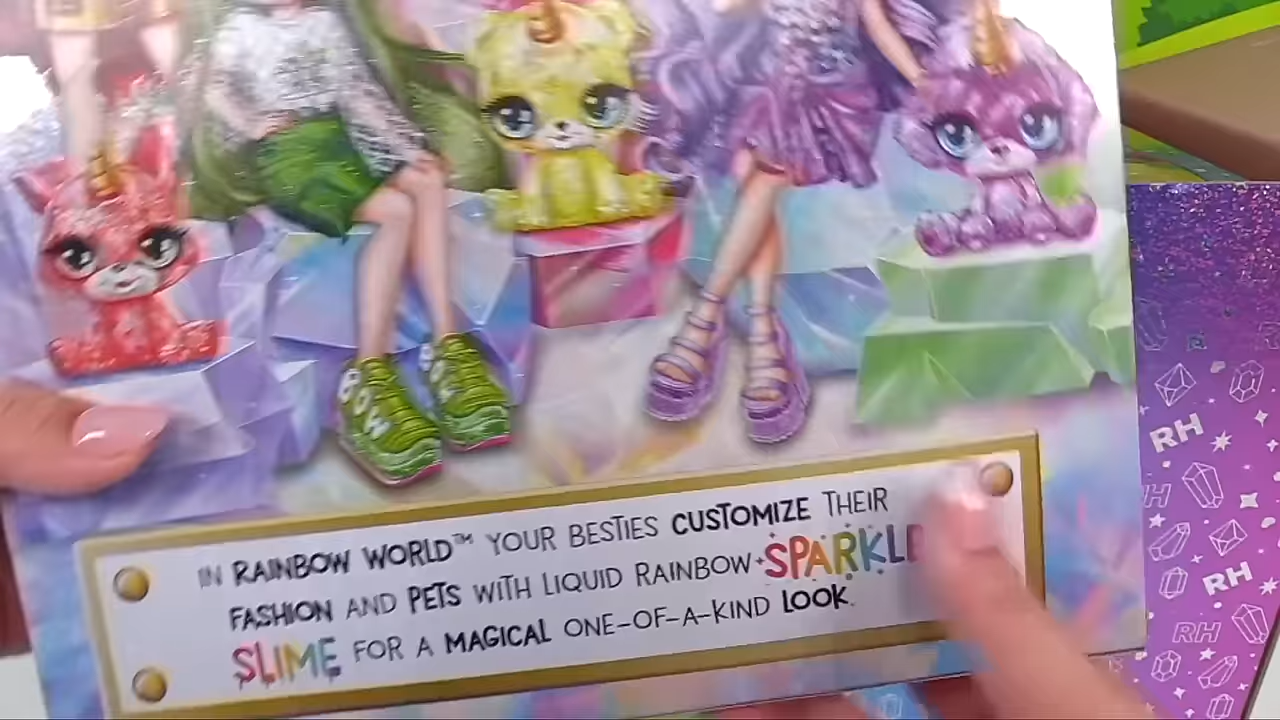 BOW
IN RAINBOW WORLD™ YOUR BESTIES CUSTOMIZE THEIR
FASHION AND PETS WITH LIQUID RAINBOW SPARKLE
SLIME FOR A MAGICAL ONE-OF-A-KIND LOOK.
RH
H
RH
RH